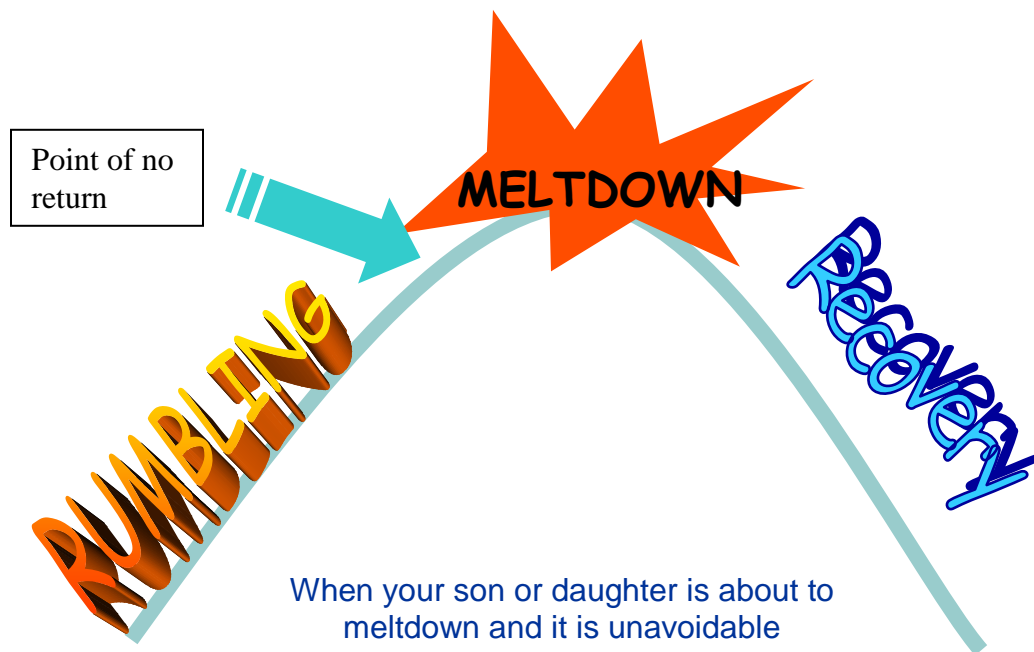 Point of no
return
MELTDOWN
RUMBLING
Recovery
When your son or daughter is about to
meltdown and it is unavoidable